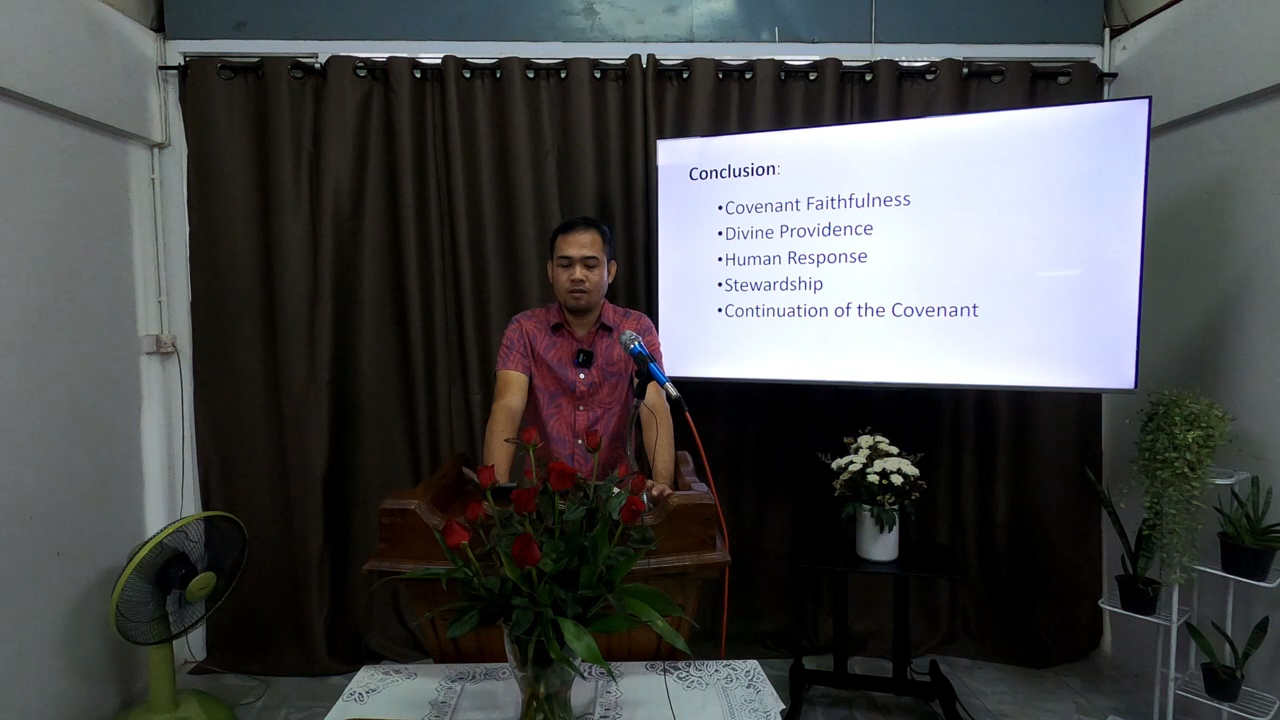 Conclusion:
•Covenant Faithfulness
•Divine Providence
•Human Response
•Stewardship
•Continuation of the Covenant